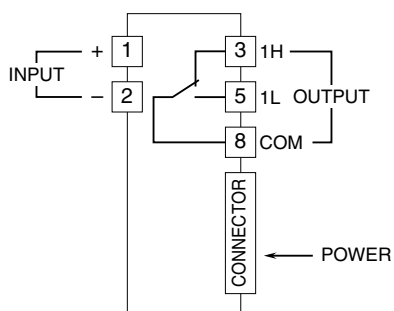 + 1 3 1H
INPUT
− 2 5 1L OUTPUT
8 COM
CONNECTOR
POWER